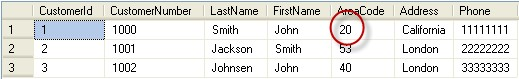 CustomerId CustomerNumber LastName FirstName AreaCode Address Phone
1 1 1000 Smith John 20 California 11111111
2 2 1001 Jackson Smith 53 London 22222222
3 3 1002 Johnsen John 40 London 33333333